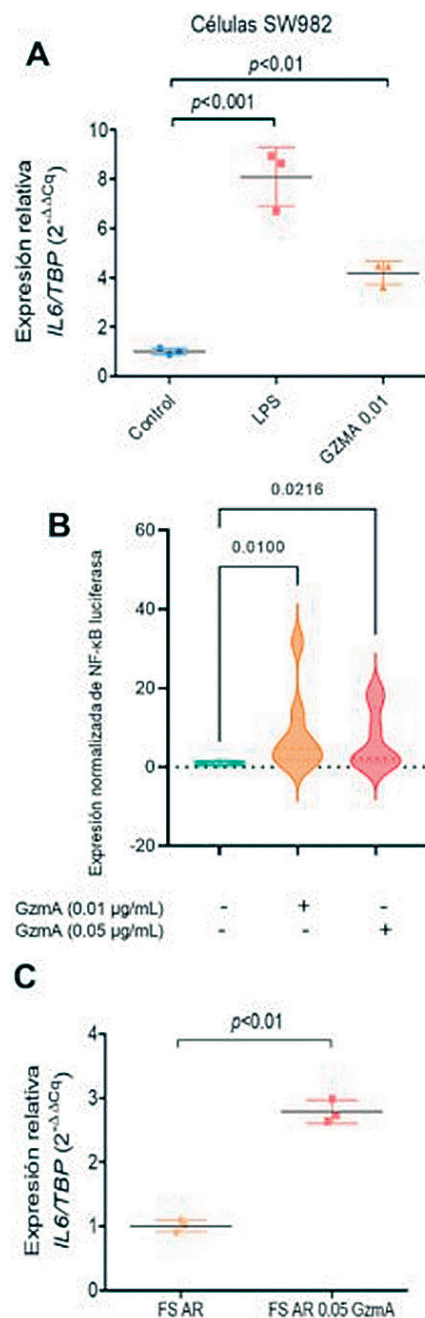 Células SW982
A
p<0.01
p<0.001
Expresión relativa
IL6/TBP (2^-ΔΔCq)
10
8
6
4
2
0
Control
LPS
GZMA 0.01
B
0.0216
0.0100
Expresión normalizada de NF-κB luciferasa
60
40
20
0
-20
GzmA (0.01 µg/mL) - + -
GzmA (0.05 µg/mL) - - +
C
p<0.01
Expresión relativa
IL6/TBP (2^-ΔΔCq)
4
3
2
1
0
FS AR
FS AR 0.05 GzmA